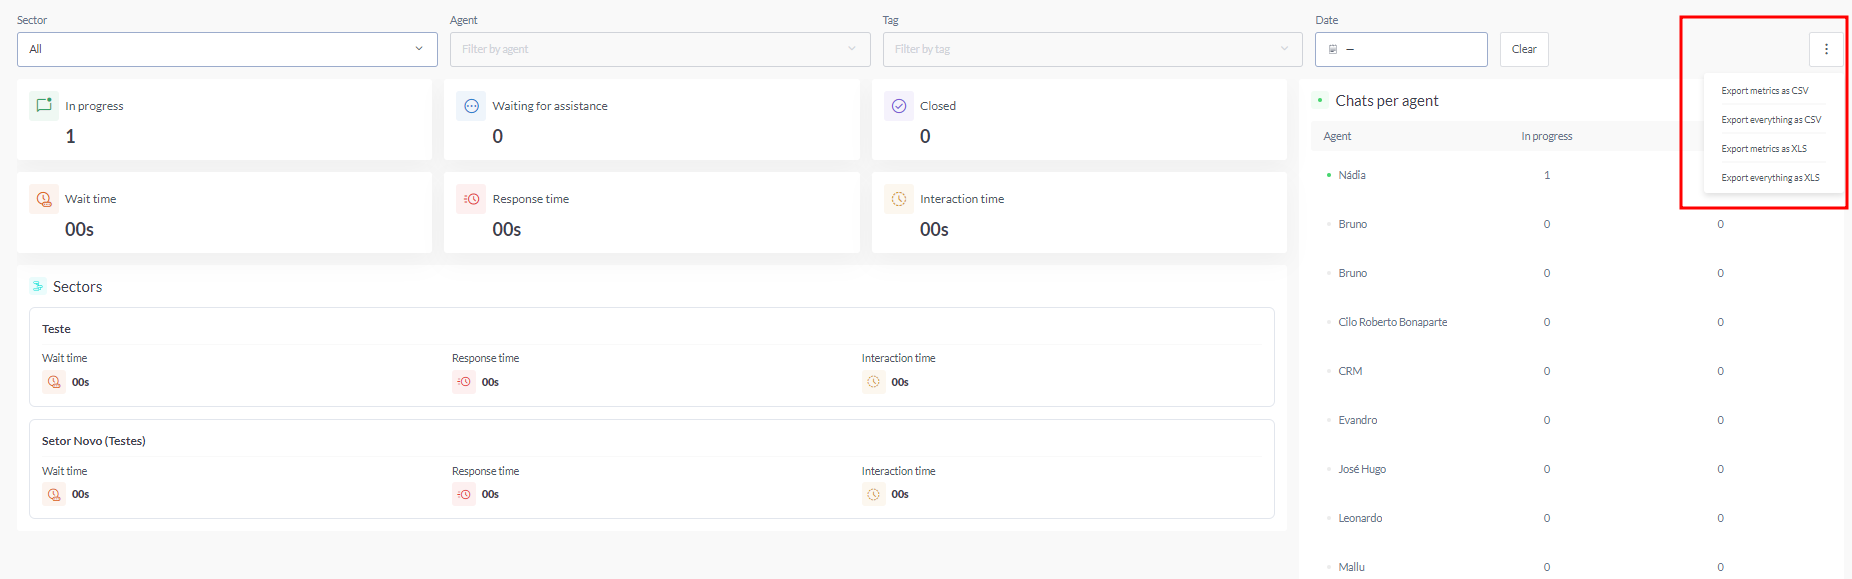 Sector
Agent
Tag
Date
All
Filter by agent
Filter by tag
–
Clear
Export metrics as CSV
Export everything as CSV
Export metrics as XLS
Export everything as XLS
In progress
1
Waiting for assistance
0
Closed
0
Wait time
00s
Response time
00s
Interaction time
00s
Sectors
Teste
Wait time
00s
Response time
00s
Interaction time
00s
Setor Novo (Testes)
Wait time
00s
Response time
00s
Interaction time
00s
Chats per agent
Agent In progress
Nádia 1
Bruno 0 0
Bruno 0 0
Cilo Roberto Bonaparte 0 0
CRM 0 0
Evandro 0 0
José Hugo 0 0
Leonardo 0 0
Mallu 0 0